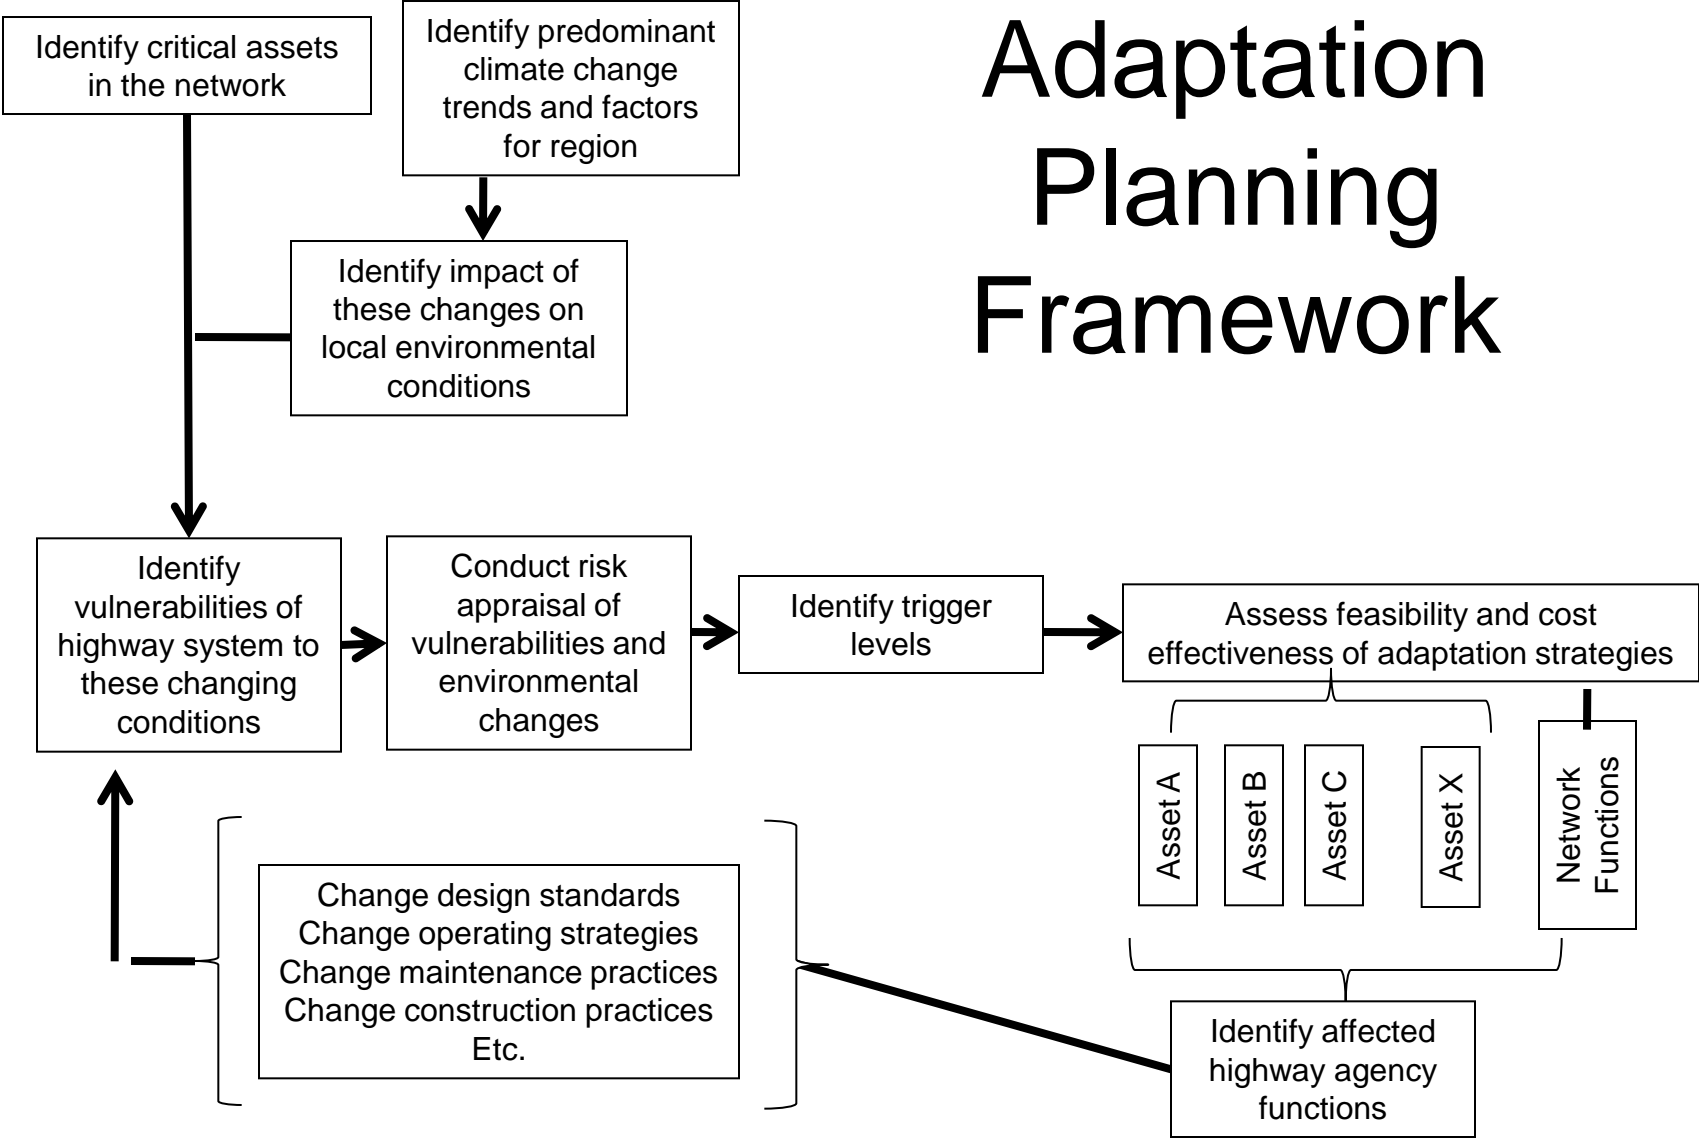 Identify critical assets
in the network
Identify predominant
climate change
trends and factors
for region
Adaptation
Planning
Framework
Identify impact of
these changes on
local environmental
conditions
Identify
vulnerabilities of
highway system to
these changing
conditions
Conduct risk
appraisal of
vulnerabilities and
environmental
changes
Identify trigger
levels
Assess feasibility and cost
effectiveness of adaptation strategies
Asset A
Asset B
Asset C
Asset X
Network
Functions
Change design standards
Change operating strategies
Change maintenance practices
Change construction practices
Etc.
Identify affected
highway agency
functions